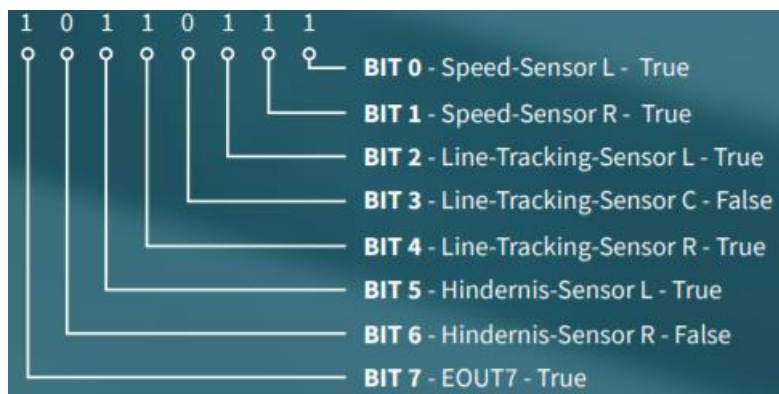 1 0 1 1 0 1 1 1
BIT 0 - Speed-Sensor L - True
BIT 1 - Speed-Sensor R - True
BIT 2 - Line-Tracking-Sensor L - True
BIT 3 - Line-Tracking-Sensor C - False
BIT 4 - Line-Tracking-Sensor R - True
BIT 5 - Hindernis-Sensor L - True
BIT 6 - Hindernis-Sensor R - False
BIT 7 - EOUT7 - True